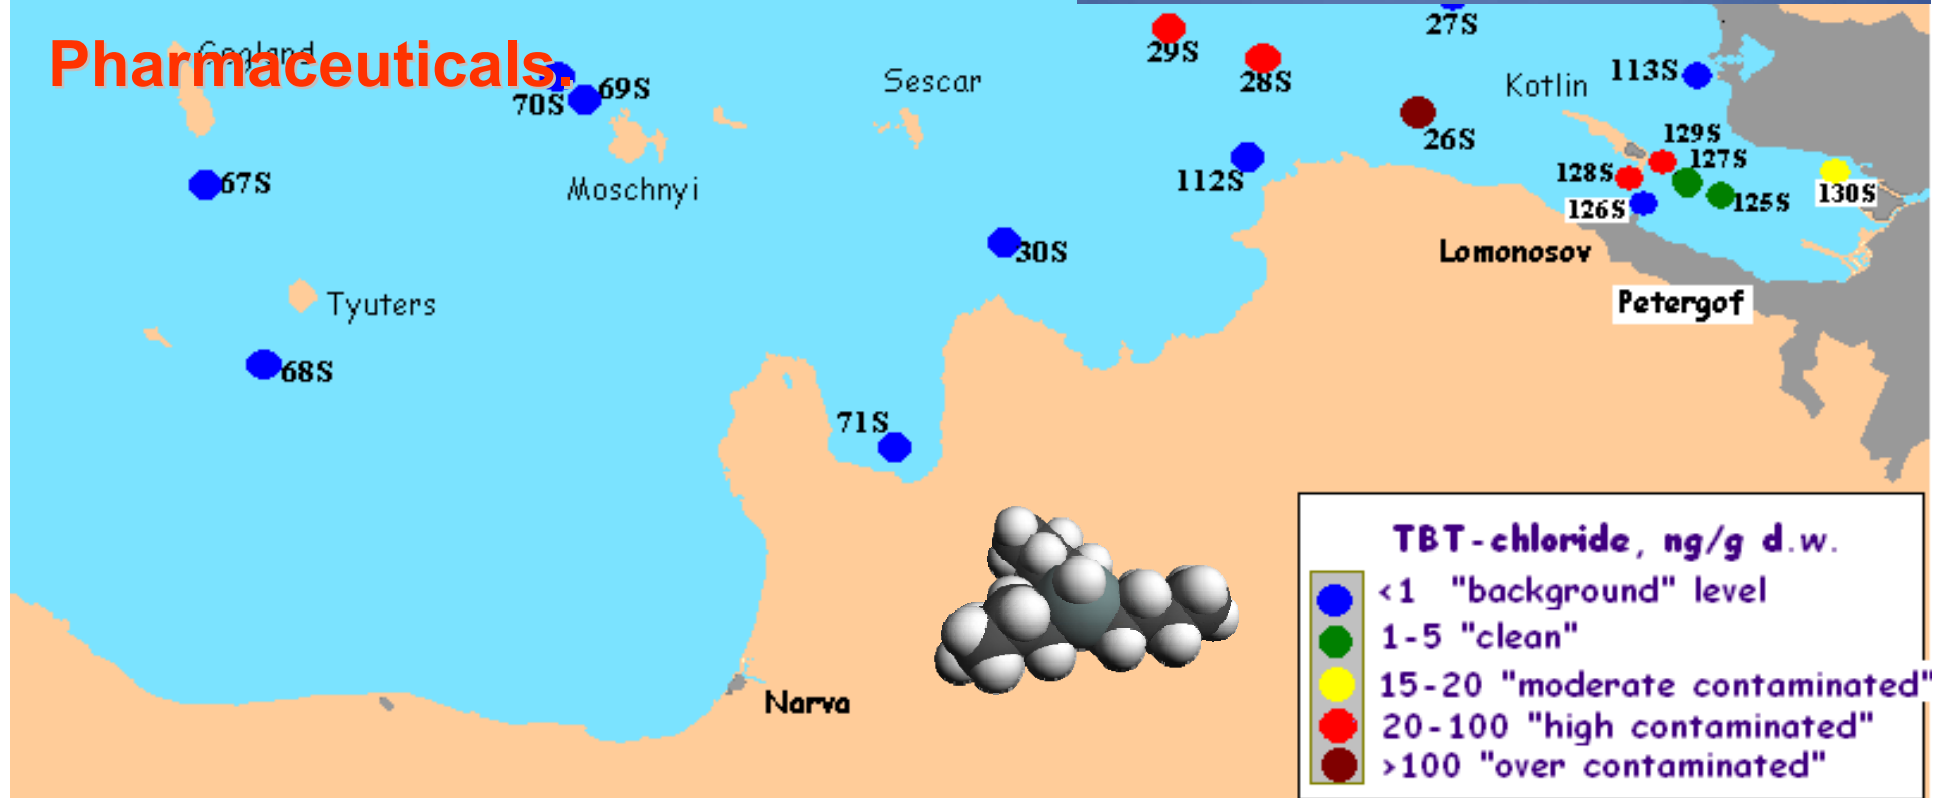 Pharmaceuticals.
Gogland
70S
69S
67S
Moschnyi
Sescar
29S
28S
27S
Kotlin
113S
26S
129S
127S
128S
112S
126S
125S
130S
30S
Lomonosov
Petergof
Tyuters
68S
71S
Narva
TBT-chloride, ng/g d.w.
<1 "background" level
1-5 "clean"
15-20 "moderate contaminated"
20-100 "high contaminated"
>100 "over contaminated"